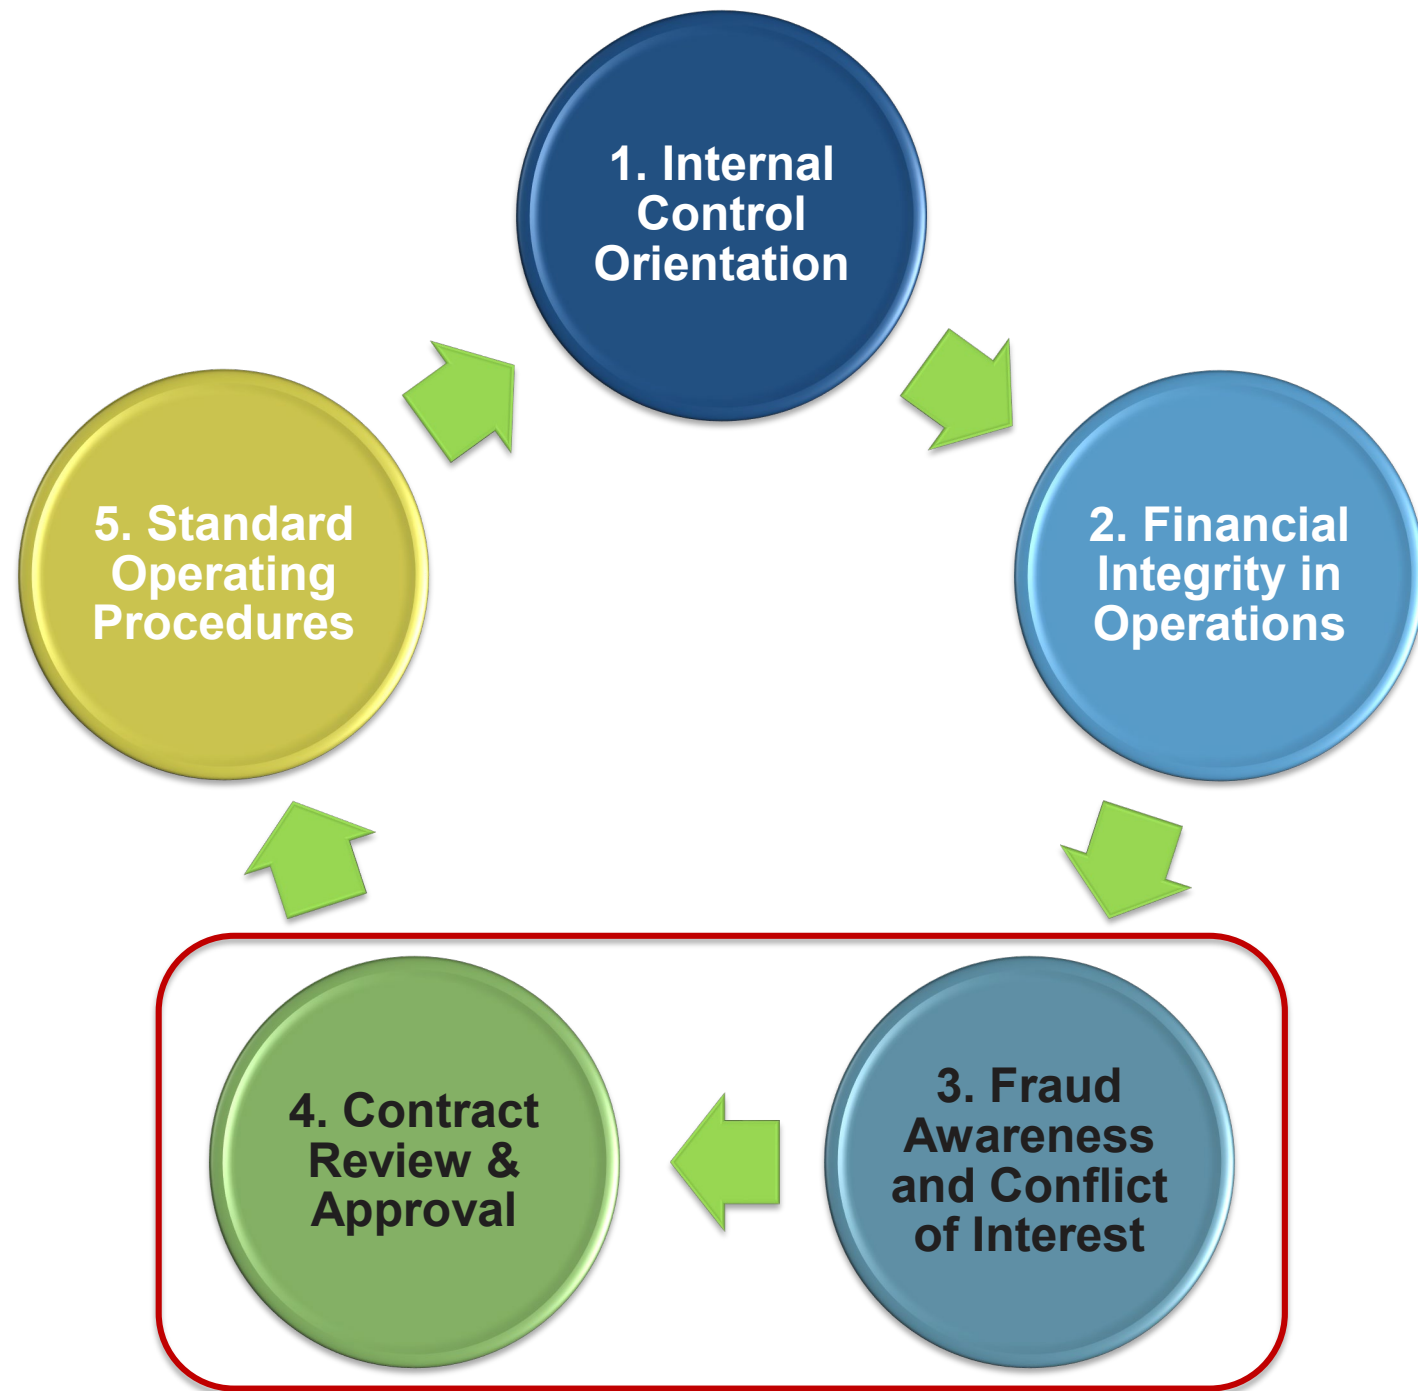 1. Internal
Control
Orientation
2. Financial
Integrity in
Operations
3. Fraud
Awareness
and Conflict
of Interest
4. Contract
Review &
Approval
5. Standard
Operating
Procedures